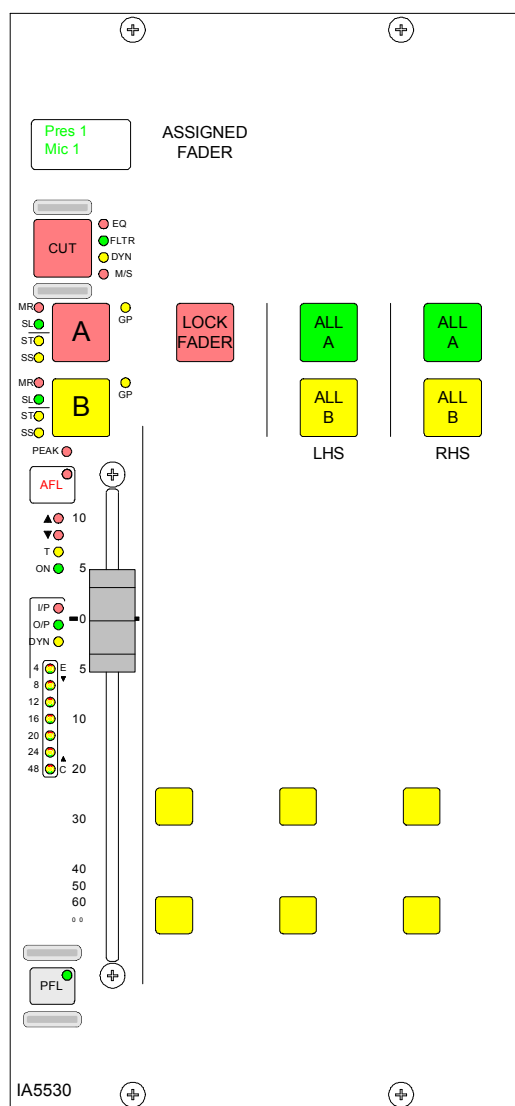 Pres 1
Mic 1
ASSIGNED
FADER
CUT
EQ
FLTR
DYN
M/S
MR
SL
ST
SS
A
GP
LOCK
FADER
ALL
A
ALL
A
MR
SL
ST
SS
B
GP
ALL
B
ALL
B
LHS
RHS
PEAK
AFL
T
ON
10
5
0
5
10
20
30
40
50
60
00
I/P
O/P
DYN
4
8
12
16
20
24
48
E
C
PFL
IA5530